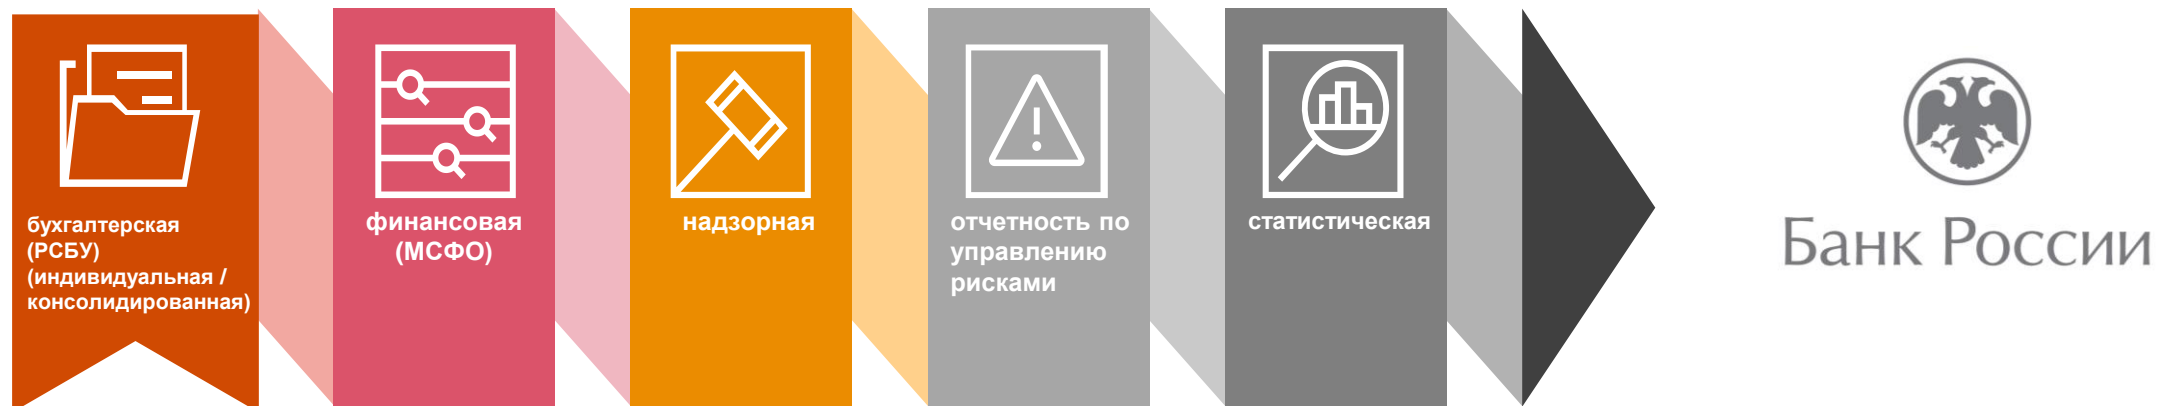 бухгалтерская
(РСБУ)
(индивидуальная /
консолидированная)
финансовая
(МСФО)
надзорная
отчетность по
управлению
рисками
статистическая
Банк России